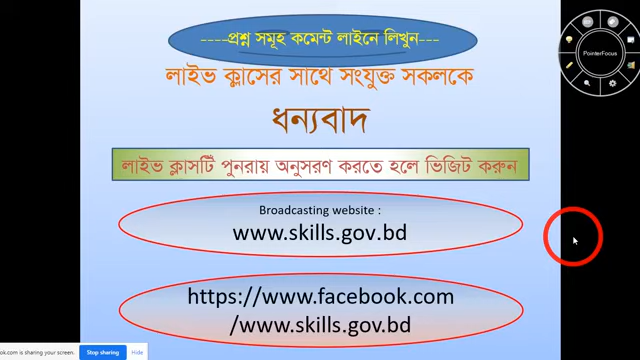 ----প্রশ্ন সমূহ কমেন্ট লাইনে লিখুন---
লাইভ ক্লাসের সাথে সংযুক্ত সকলকে
ধন্যবাদ
লাইভ ক্লাসটি পুনরায় অনুসরণ করতে হলে ভিজিট করুন
Broadcasting website :
www.skills.gov.bd
https://www.facebook.com
/www.skills.gov.bd
PointerFocus
ook.com is sharing your screen.
Stop sharing
Hide